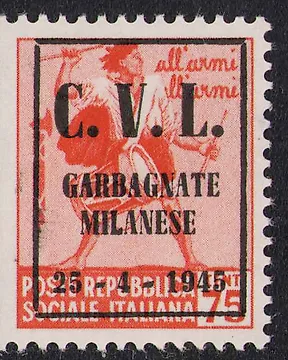 all'armi
all'armi
C. V. L.
GARBAGNATE
MILANESE
25 - 4 - 1945
POSTE REPUBBLICA
SOCIALE ITALIANA
CENT
75